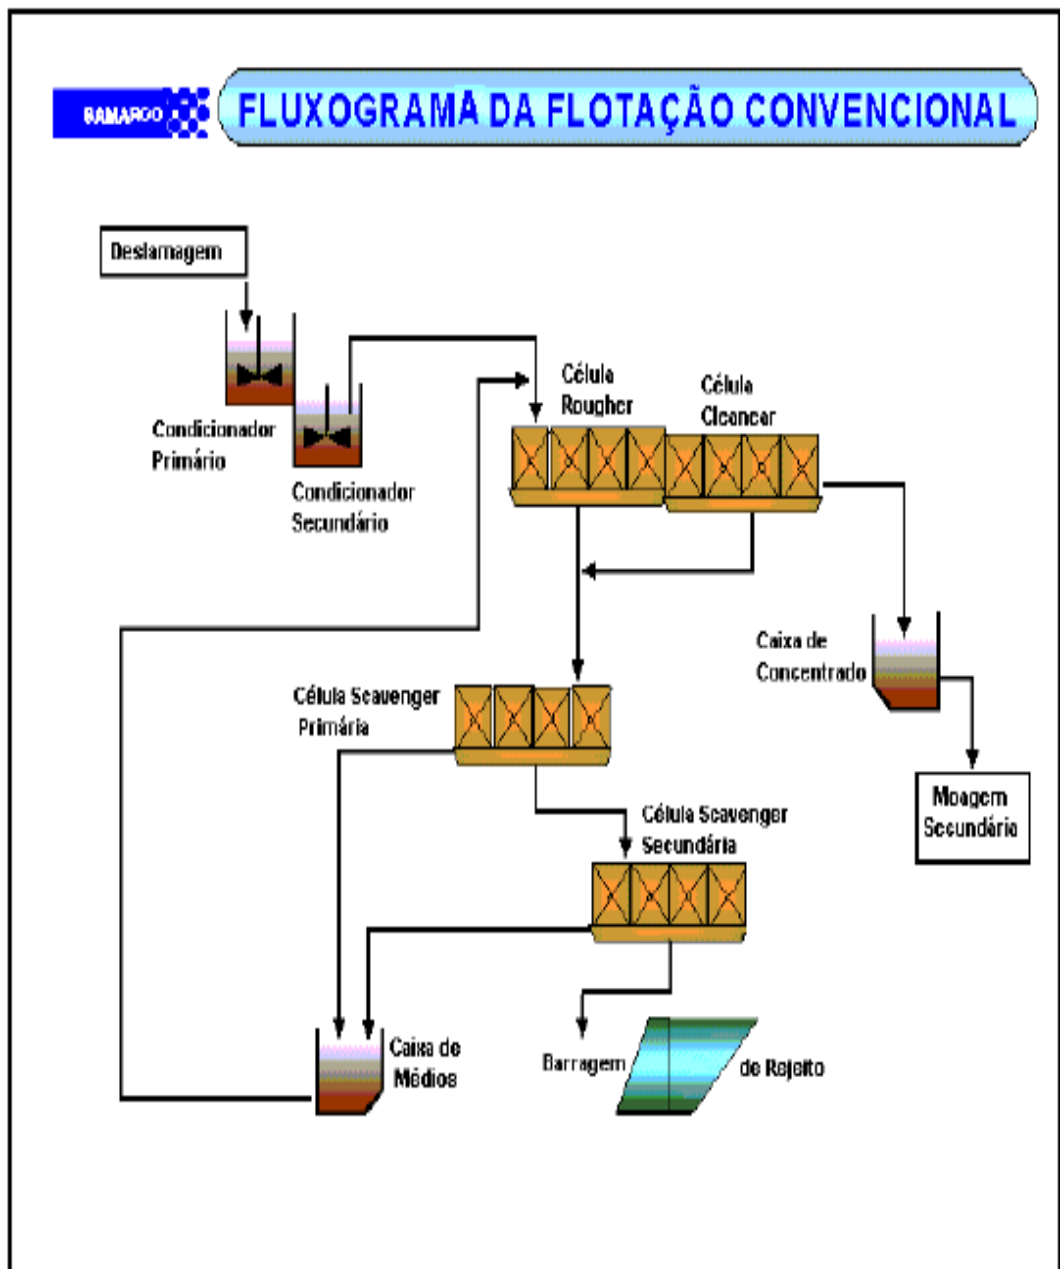 SAMARCO
FLUXOGRAMA DA FLOTAÇÃO CONVENCIONAL
Deslamagem
Condicionador
Primário
Condicionador
Secundário
Célula
Rougher
Célula
Cleanear
Caixa de
Concentrado
Célula Scavenger
Primária
Moagem
Secundária
Célula Scavenger
Secundária
Caixa de
Médios
Barragem
de Rejeito